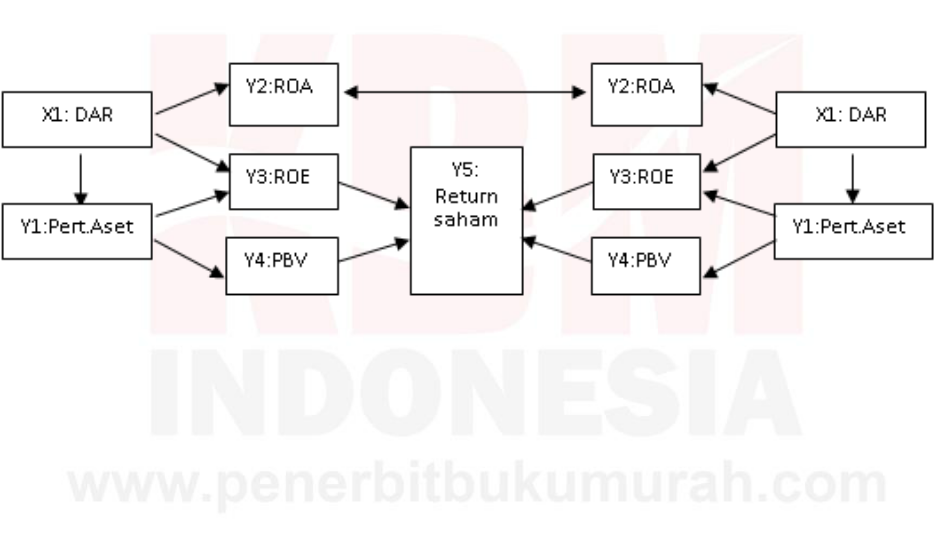 Y2:ROA
Y2:ROA
X1: DAR
X1: DAR
Y3:ROE
Y5:
Return
saham
Y3:ROE
Y1:Pert.Aset
Y1:Pert.Aset
Y4:PBV
Y4:PBV
KBM
INDONESIA
www.penerbitbukumurah.com